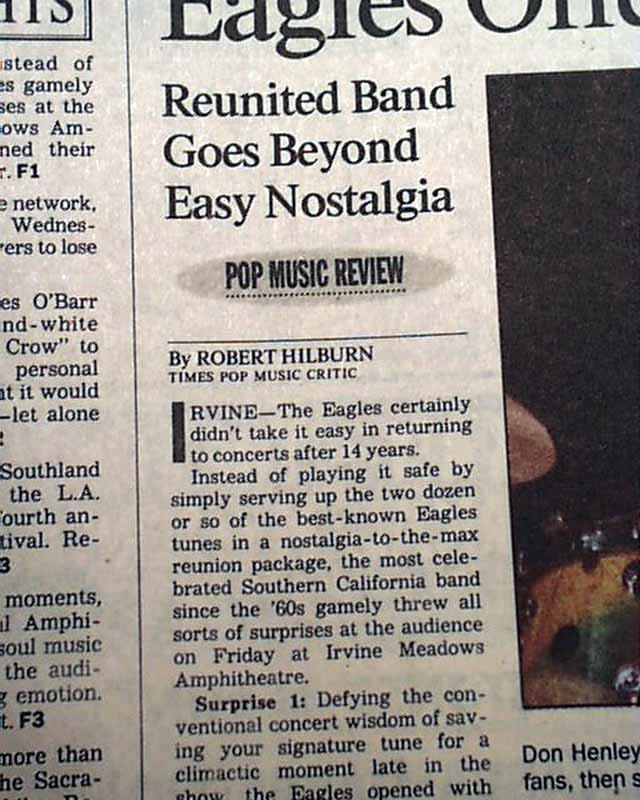 HTS
stead of
es gamely
ses at the
ows Am-
ned their
r. F1
e network,
Wednes-
ers to lose
es O'Barr
nd-white
Crow" to
personal
at it would
—let alone
Southland
the L.A.
ourth an-
tival. Re-
3
moments,
l Amphi-
soul music
the audi-
g emotion.
t. F3
more than
he Sacra-
Eagles Onc
Reunited Band
Goes Beyond
Easy Nostalgia
POP MUSIC REVIEW
By ROBERT HILBURN
TIMES POP MUSIC CRITIC
IRVINE—The Eagles certainly
didn't take it easy in returning
to concerts after 14 years.
Instead of playing it safe by
simply serving up the two dozen
or so of the best-known Eagles
tunes in a nostalgia-to-the-max
reunion package, the most cele-
brated Southern California band
since the '60s gamely threw all
sorts of surprises at the audience
on Friday at Irvine Meadows
Amphitheatre.
Surprise 1: Defying the con-
ventional concert wisdom of sav-
ing your signature tune for a
climactic moment late in the
show, the Eagles opened with
Don Henley
fans, then s